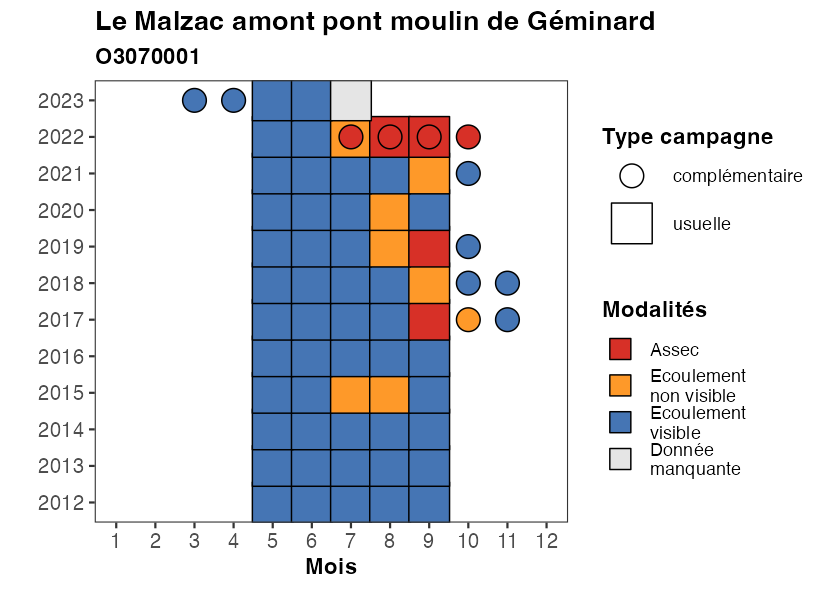 Le Malzac amont pont moulin de Géminard
O3070001
2023
2022
2021
2020
2019
2018
2017
2016
2015
2014
2013
2012
1 2 3 4 5 6 7 8 9 10 11 12
Mois
Type campagne
complémentaire
usuelle
Modalités
Assec
Ecoulement
non visible
Ecoulement
visible
Donnée
manquante